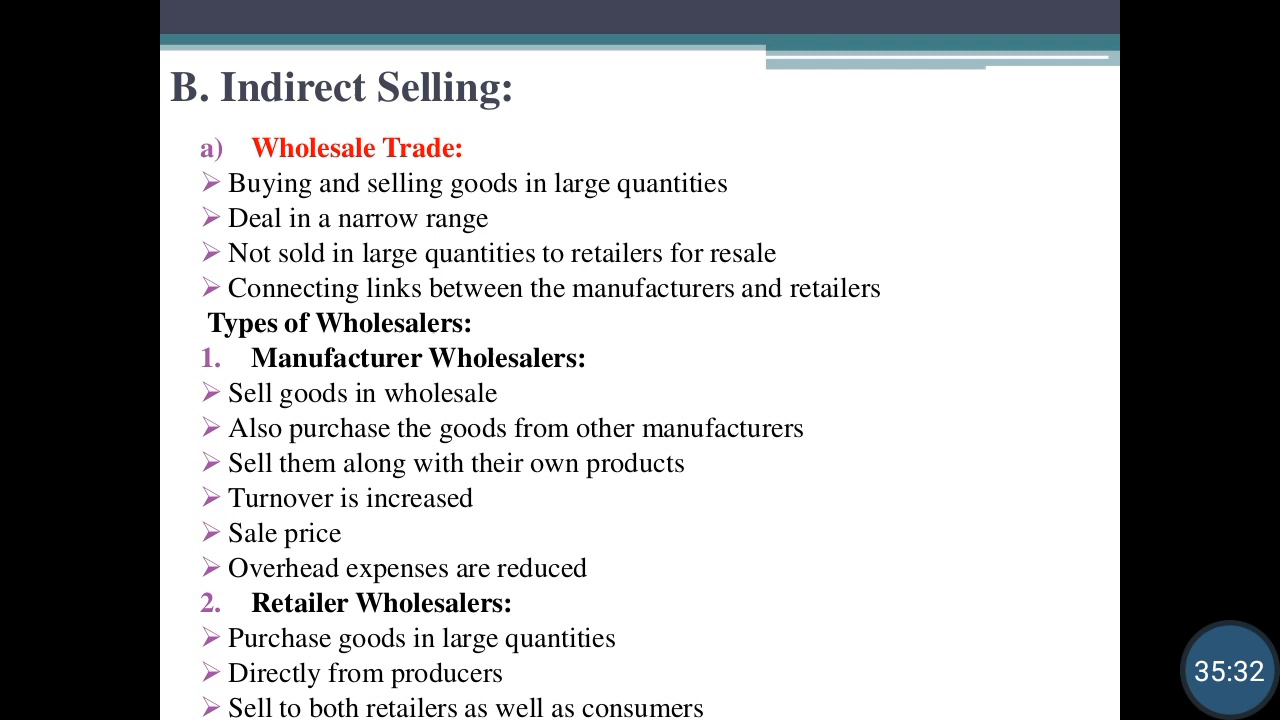 B. Indirect Selling:
a) Wholesale Trade:
➢ Buying and selling goods in large quantities
➢ Deal in a narrow range
➢ Not sold in large quantities to retailers for resale
➢ Connecting links between the manufacturers and retailers
Types of Wholesalers:
1. Manufacturer Wholesalers:
➢ Sell goods in wholesale
➢ Also purchase the goods from other manufacturers
➢ Sell them along with their own products
➢ Turnover is increased
➢ Sale price
➢ Overhead expenses are reduced
2. Retailer Wholesalers:
➢ Purchase goods in large quantities
➢ Directly from producers
➢ Sell to both retailers as well as consumers
35:32